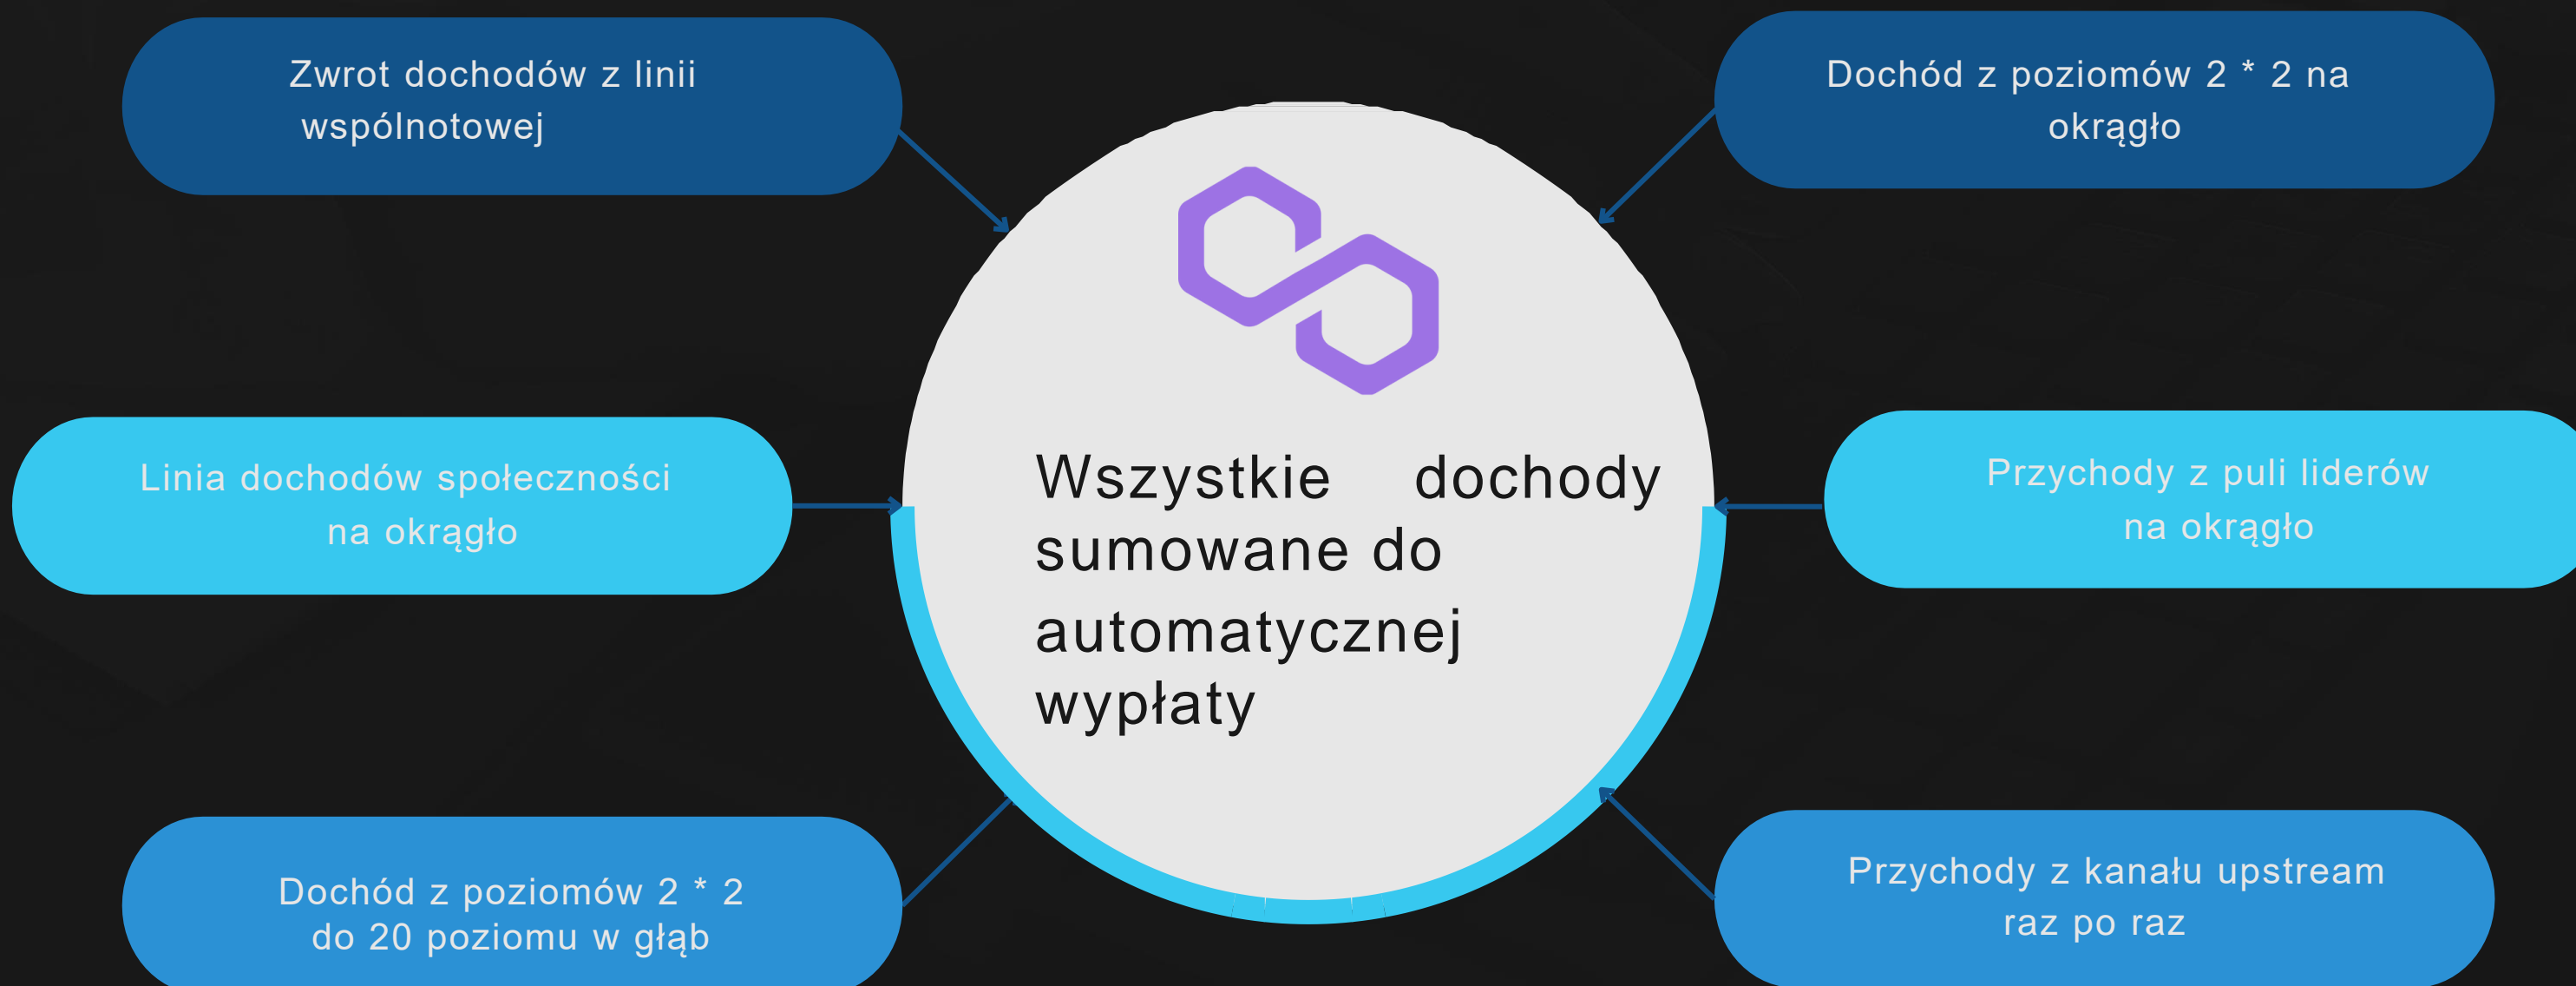 Zwrot dochodów z linii
wspólnotowej
Dochód z poziomów 2 * 2 na
okrągło
Linia dochodów społeczności
na okrągło
Wszystkie dochody
sumowane do
automatycznej
wypłaty
Przychody z puli liderów
na okrągło
Dochód z poziomów 2 * 2
do 20 poziomu w głąb
Przychody z kanału upstream
raz po raz